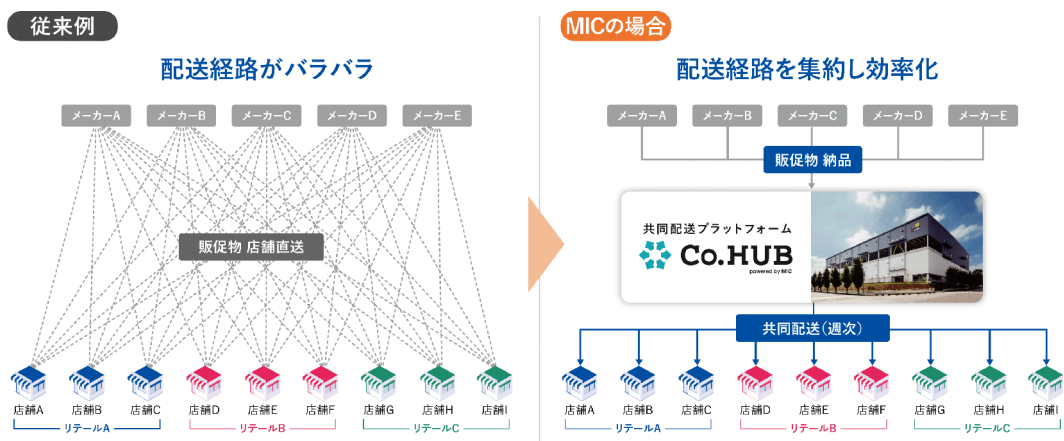 従来例
配送経路がバラバラ
メーカーA メーカーB メーカーC メーカーD メーカーE
販促物 店舗直送
店舗A 店舗B 店舗C 店舗D 店舗E 店舗F 店舗G 店舗H 店舗I
リテールA リテールB リテールC
MICの場合
配送経路を集約し効率化
メーカーA メーカーB メーカーC メーカーD メーカーE
販促物 納品
共同配送プラットフォーム
Co.HUB
powered by MIC
共同配送(週次)
店舗A 店舗B 店舗C 店舗D 店舗E 店舗F 店舗G 店舗H 店舗I
リテールA リテールB リテールC